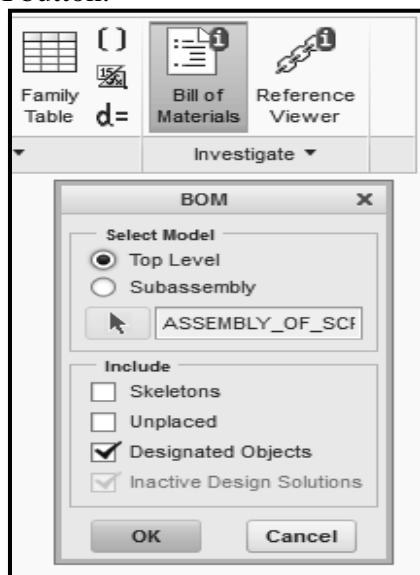 button.
( )
Family
Table
d=
Bill of
Materials
Reference
Viewer
Investigate
BOM
Select Model
Top Level
Subassembly
Include
Skeletons
Unplaced
Designated Objects
Inactive Design Solutions
OK
Cancel